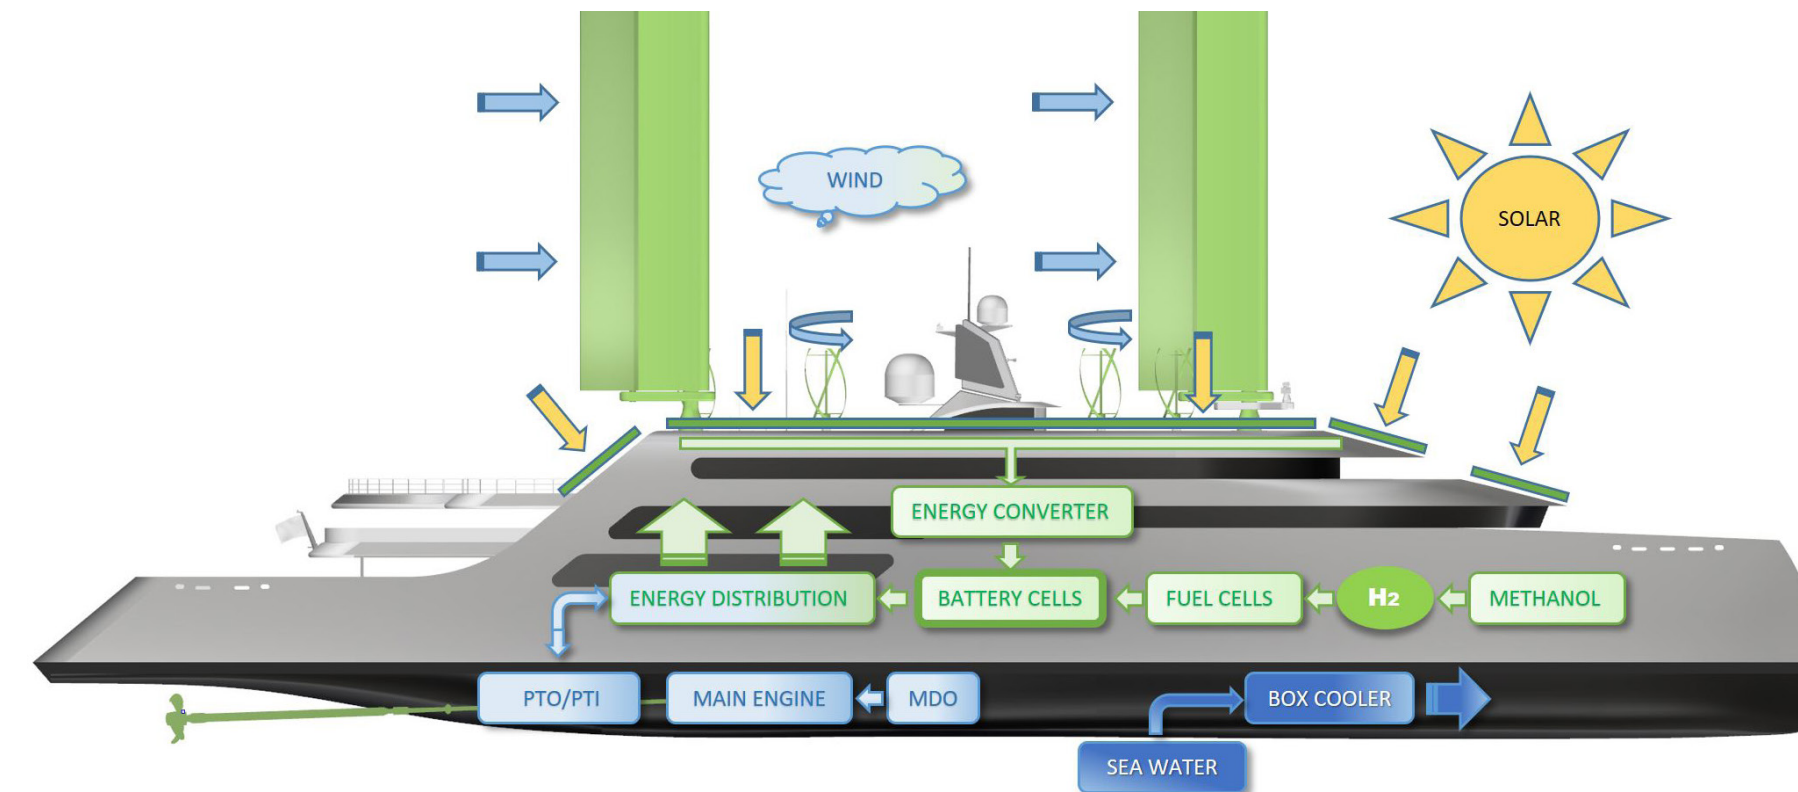 WIND
SOLAR
ENERGY CONVERTER
ENERGY DISTRIBUTION
BATTERY CELLS
FUEL CELLS
H2
METHANOL
PTO/PTI
MAIN ENGINE
MDO
BOX COOLER
SEA WATER